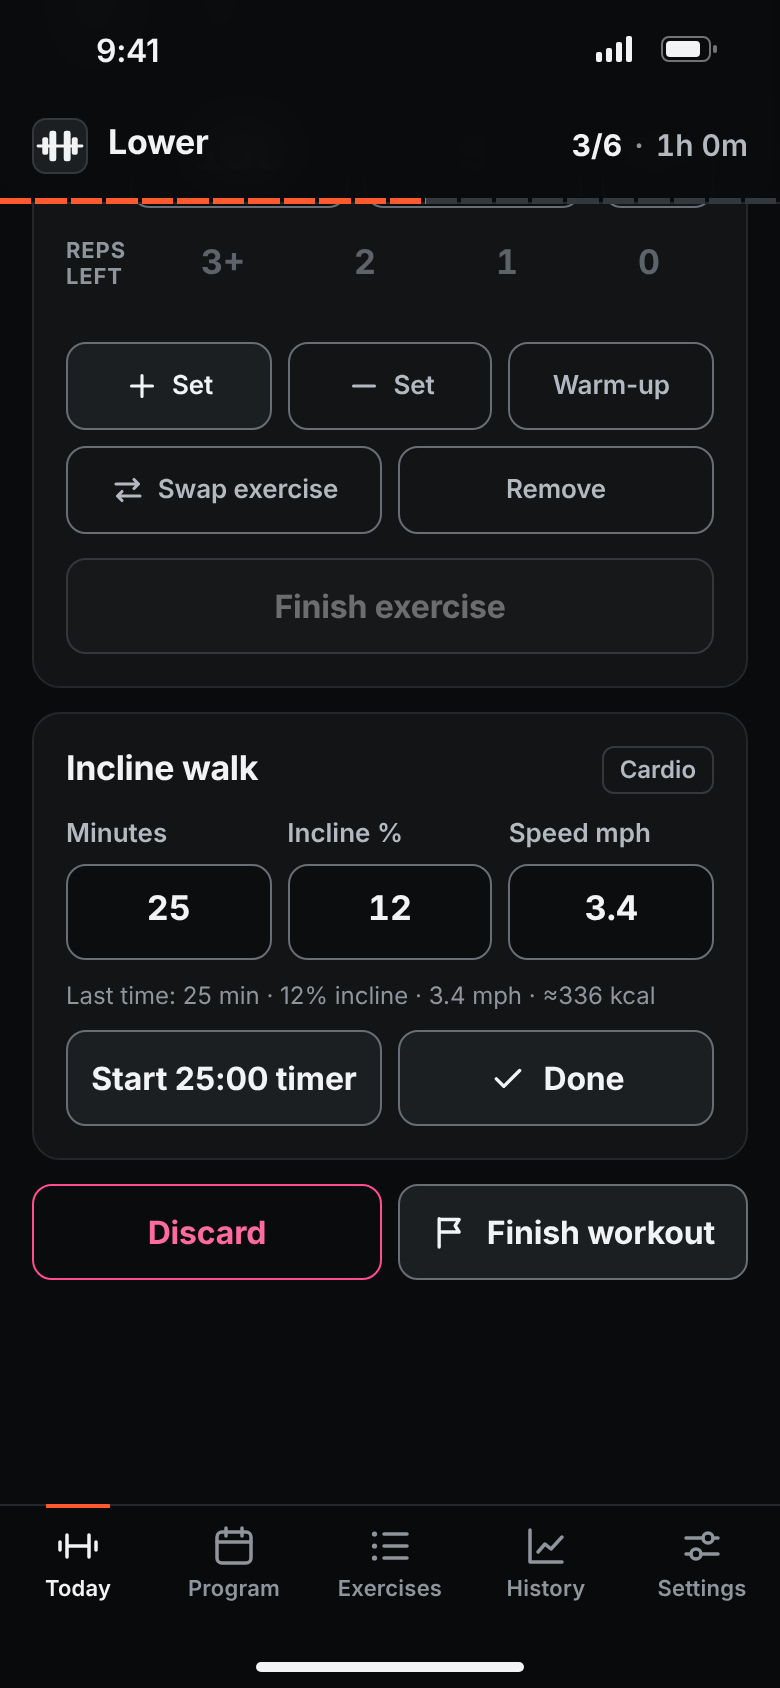 9:41
Lower
3/6 · 1h 0m
REPS LEFT 3+ 2 1 0
+ Set
− Set
Warm-up
Swap exercise
Remove
Finish exercise
Incline walk
Cardio
Minutes
Incline %
Speed mph
25
12
3.4
Last time: 25 min · 12% incline · 3.4 mph · ≈336 kcal
Start 25:00 timer
Done
Discard
Finish workout
Today
Program
Exercises
History
Settings